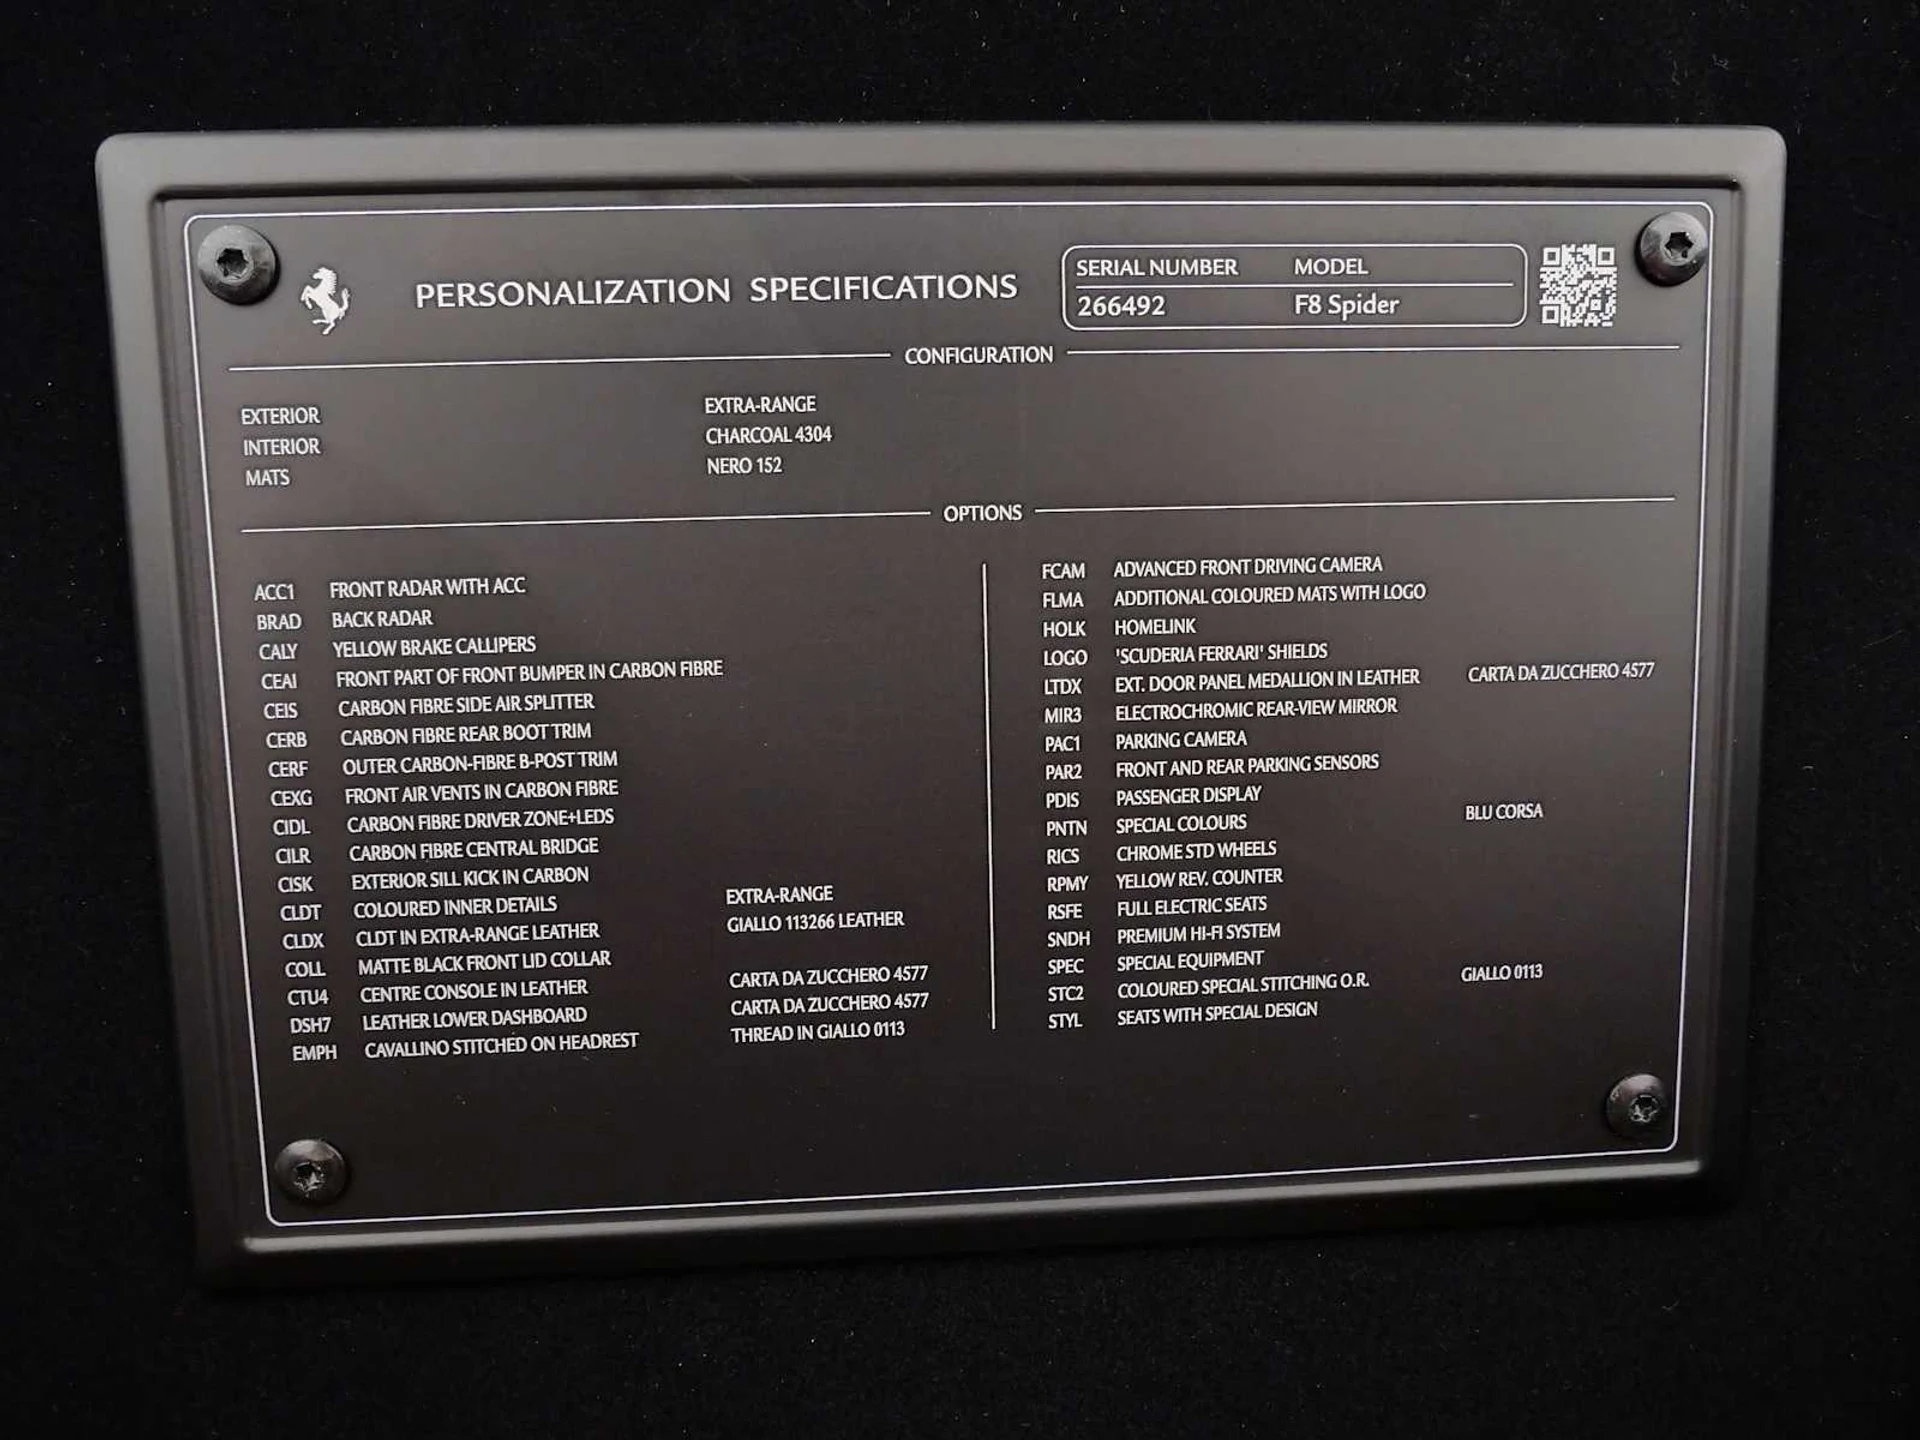 PERSONALIZATION SPECIFICATIONS
SERIAL NUMBER MODEL
266492 F8 Spider
CONFIGURATION
EXTERIOR EXTRA-RANGE
INTERIOR CHARCOAL 4304
MATS NERO 152
OPTIONS
ACC1 FRONT RADAR WITH ACC
BRAD BACK RADAR
CALY YELLOW BRAKE CALLIPERS
CEAI FRONT PART OF FRONT BUMPER IN CARBON FIBRE
CEIS CARBON FIBRE SIDE AIR SPLITTER
CERB CARBON FIBRE REAR BOOT TRIM
CERF OUTER CARBON-FIBRE B-POST TRIM
CEXG FRONT AIR VENTS IN CARBON FIBRE
CIDL CARBON FIBRE DRIVER ZONE+LEDS
CILR CARBON FIBRE CENTRAL BRIDGE
CISK EXTERIOR SILL KICK IN CARBON
CLDT COLOURED INNER DETAILS EXTRA-RANGE
CLDX CLDT IN EXTRA-RANGE LEATHER GIALLO 113266 LEATHER
COLL MATTE BLACK FRONT LID COLLAR
CTU4 CENTRE CONSOLE IN LEATHER CARTA DA ZUCCHERO 4577
DSH7 LEATHER LOWER DASHBOARD CARTA DA ZUCCHERO 4577
EMPH CAVALLINO STITCHED ON HEADREST THREAD IN GIALLO 0113
FCAM ADVANCED FRONT DRIVING CAMERA
FLMA ADDITIONAL COLOURED MATS WITH LOGO
HOLK HOMELINK
LOGO 'SCUDERIA FERRARI' SHIELDS
LTDX EXT. DOOR PANEL MEDALLION IN LEATHER CARTA DA ZUCCHERO 4577
MIR3 ELECTROCHROMIC REAR-VIEW MIRROR
PAC1 PARKING CAMERA
PAR2 FRONT AND REAR PARKING SENSORS
PDIS PASSENGER DISPLAY
PNTN SPECIAL COLOURS BLU CORSA
RICS CHROME STD WHEELS
RPMY YELLOW REV. COUNTER
RSFE FULL ELECTRIC SEATS
SNDH PREMIUM HI-FI SYSTEM
SPEC SPECIAL EQUIPMENT
STC2 COLOURED SPECIAL STITCHING O.R. GIALLO 0113
STYL SEATS WITH SPECIAL DESIGN